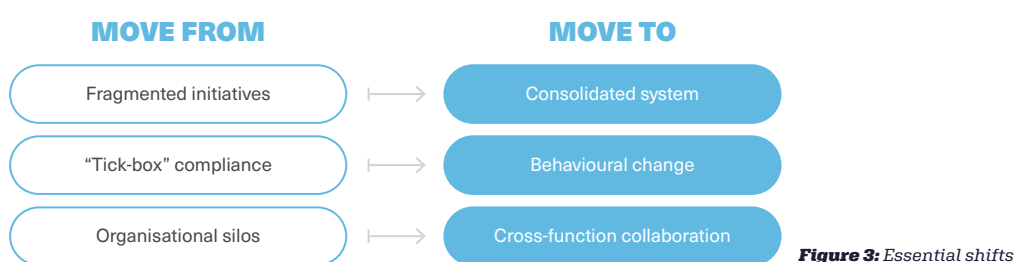 MOVE FROM MOVE TO
Fragmented initiatives Consolidated system
“Tick-box” compliance Behavioural change
Organisational silos Cross-function collaboration
Figure 3: Essential shifts